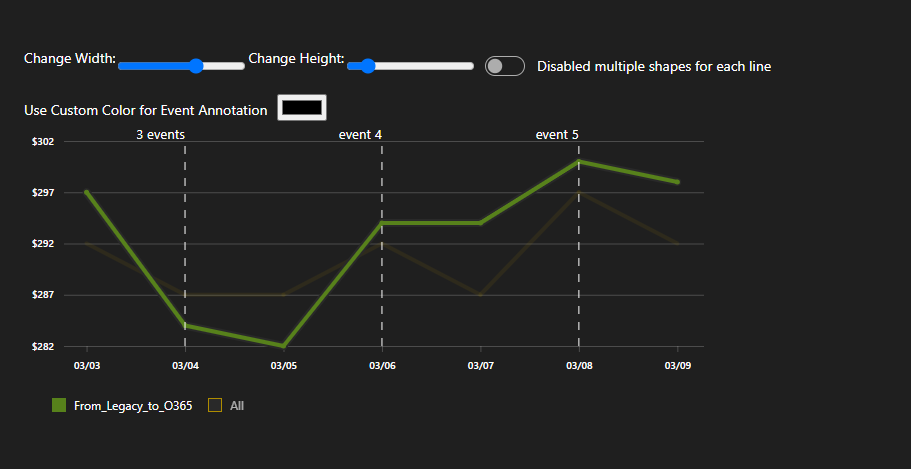 Change Width: Change Height: Disabled multiple shapes for each line
Use Custom Color for Event Annotation
3 events event 4 event 5
$302
$297
$292
$287
$282
03/03 03/04 03/05 03/06 03/07 03/08 03/09
From_Legacy_to_O365 All